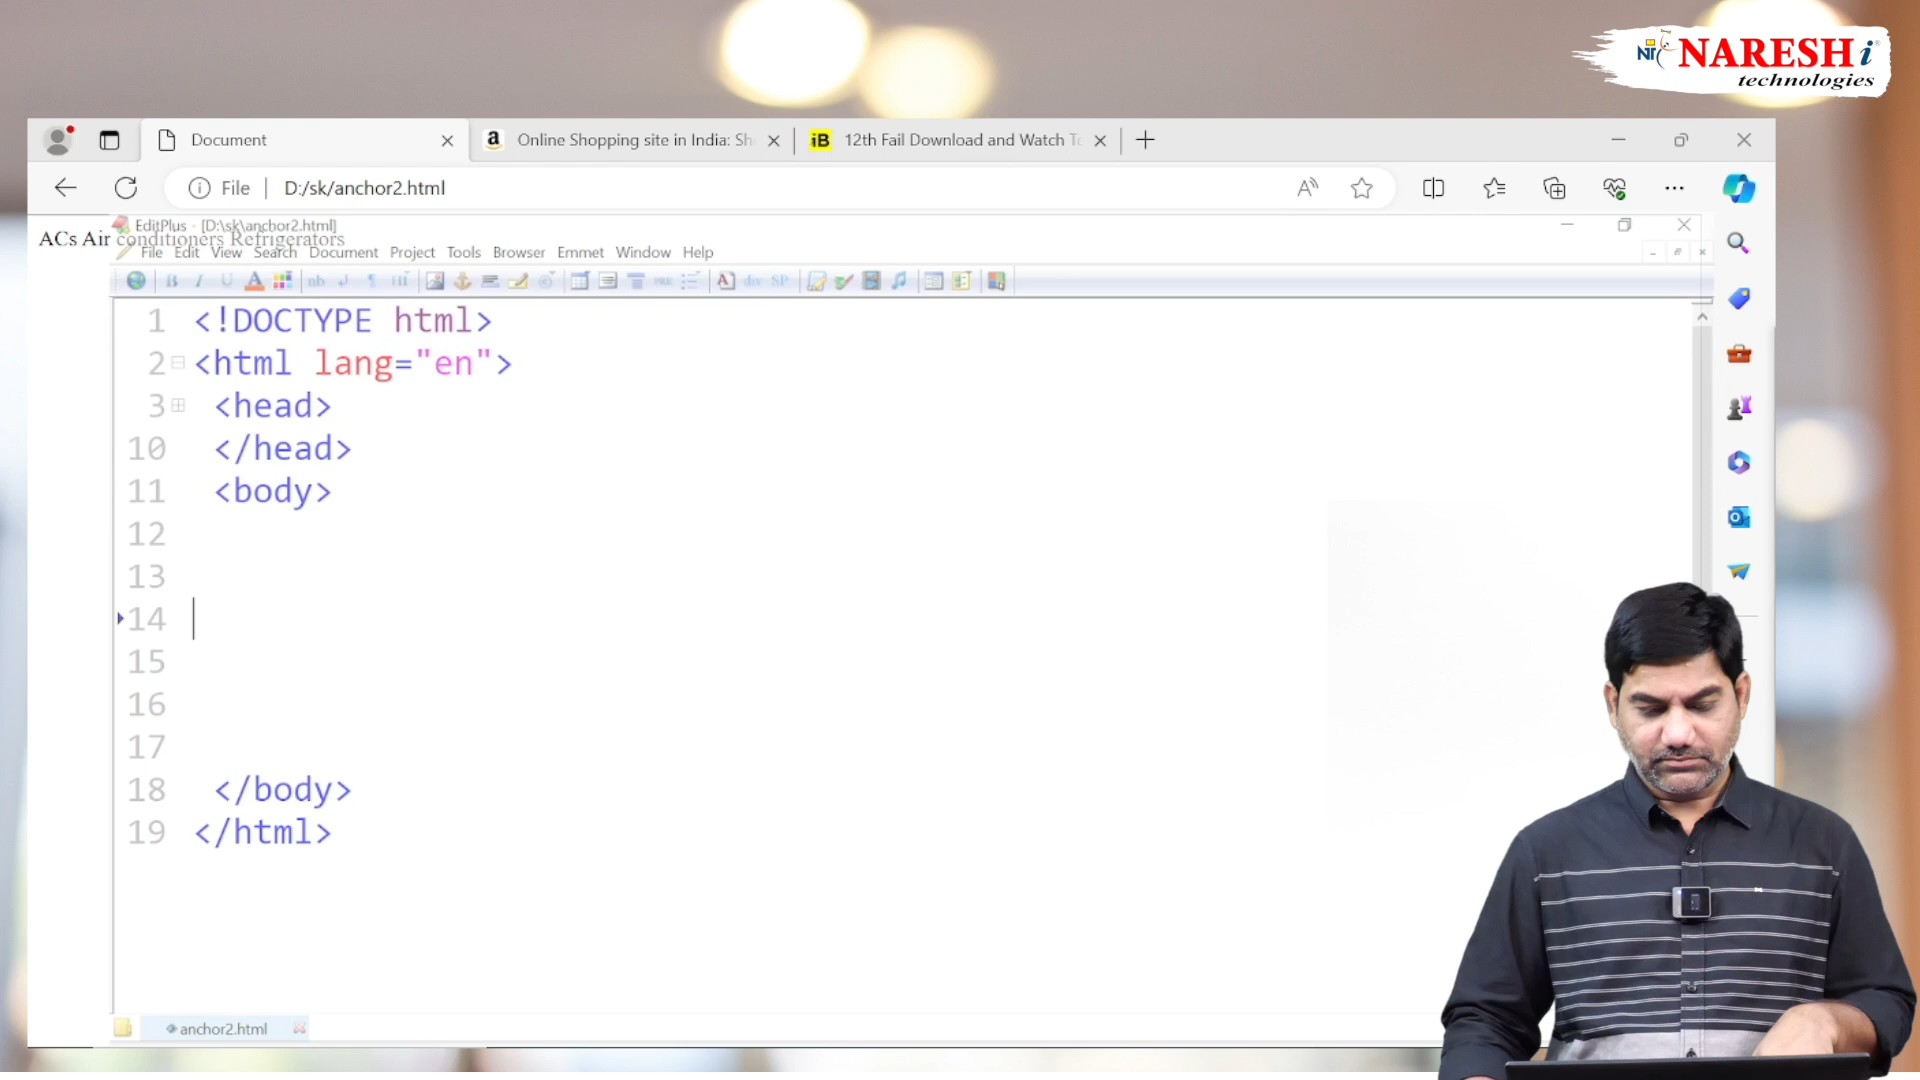 NiT NARESH i ®
technologies
Document
Online Shopping site in India: Sh
12th Fail Download and Watch To
File
D:/sk/anchor2.html
EditPlus - [D:\sk\anchor2.html]
ACs Air conditioners Refrigerators
File Edit View Search Document Project Tools Browser Emmet Window Help
1 <!DOCTYPE html>
2 <html lang="en">
3 <head>
10 </head>
11 <body>
12
13
14
15
16
17
18 </body>
19 </html>
anchor2.html